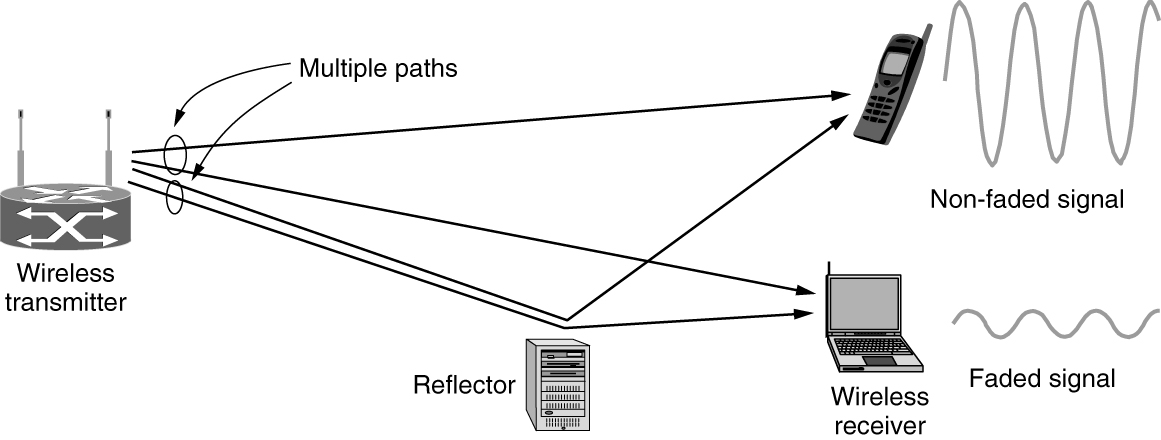 Multiple paths
Non-faded signal
Wireless
transmitter
Reflector
Wireless
receiver
Faded signal